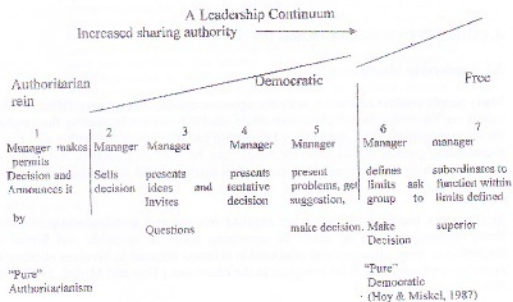 A Leadership Continuum
Increased sharing authority
Authoritarian Democratic Free
rein
1 2 3 4 5 6 7
Manager makes Manager Manager Manager Manager Manager manager
permits
Decision and Sells presents presents present defines subordinates to
Announces it decision ideas and tentative problems, get limits ask function within
Invites decision suggestion, group to limits defined
by
Questions make decision. Make superior
Decision
"Pure" "Pure"
Authoritarianism Democratic
(Hoy & Miskel, 1987)